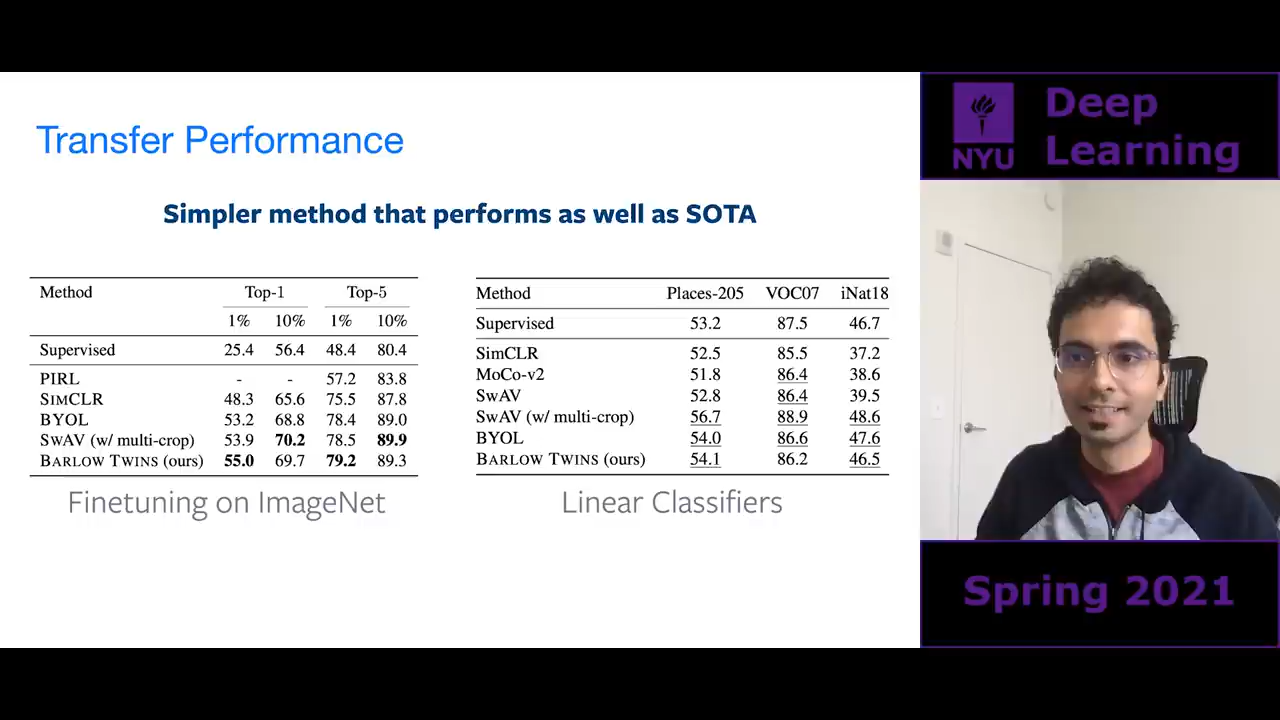 Transfer Performance
Simpler method that performs as well as SOTA
Method Top-1 Top-5
1% 10% 1% 10%
Supervised 25.4 56.4 48.4 80.4
PIRL - - 57.2 83.8
SIMCLR 48.3 65.6 75.5 87.8
BYOL 53.2 68.8 78.4 89.0
SWAV (w/ multi-crop) 53.9 70.2 78.5 89.9
BARLOW TWINS (ours) 55.0 69.7 79.2 89.3
Finetuning on ImageNet
Method Places-205 VOC07 iNat18
Supervised 53.2 87.5 46.7
SimCLR 52.5 85.5 37.2
MoCo-v2 51.8 86.4 38.6
SwAV 52.8 86.4 39.5
SwAV (w/ multi-crop) 56.7 88.9 48.6
BYOL 54.0 86.6 47.6
BARLOW TWINS (ours) 54.1 86.2 46.5
Linear Classifiers
NYU
Deep
Learning
Spring 2021